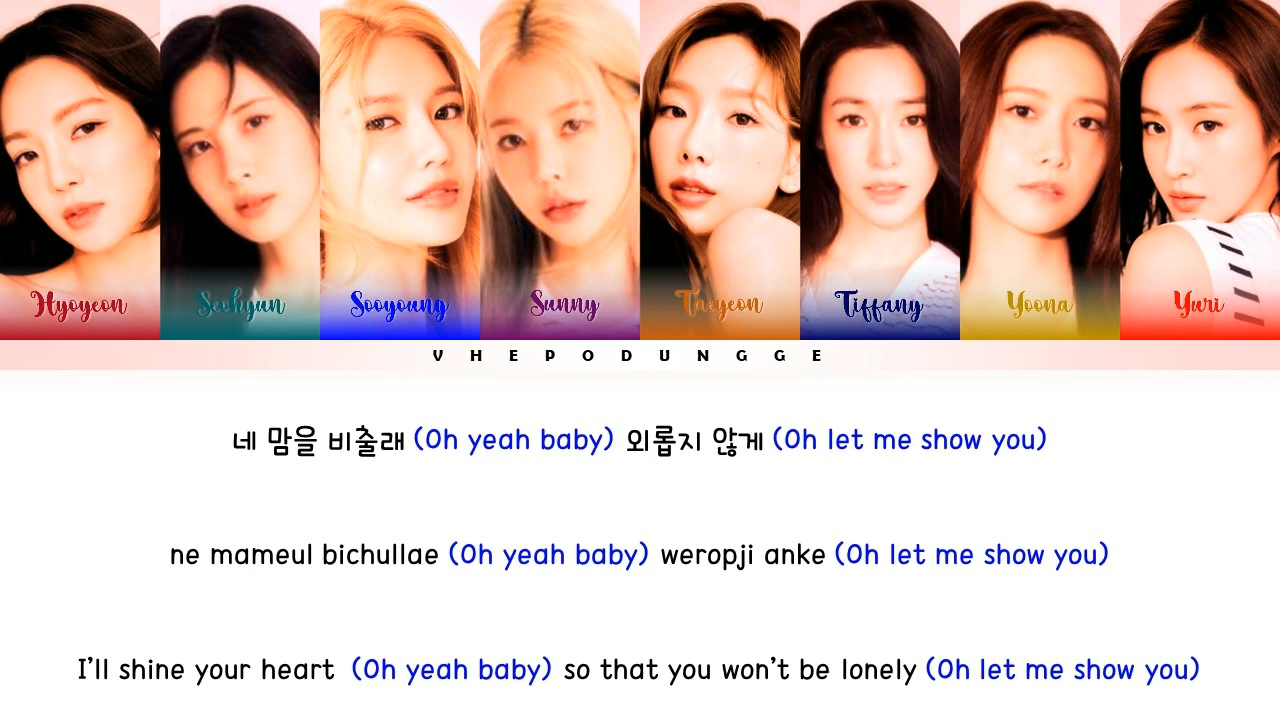 Hyoyeon Seohyun Sooyoung Sunny Taeyeon Tiffany Yoona Yuri
VHEPODUNGGE
네 맘을 비출래 (Oh yeah baby) 외롭지 않게 (Oh let me show you)
ne mameul bichullae (Oh yeah baby) weropji anke (Oh let me show you)
I'll shine your heart (Oh yeah baby) so that you won't be lonely (Oh let me show you)